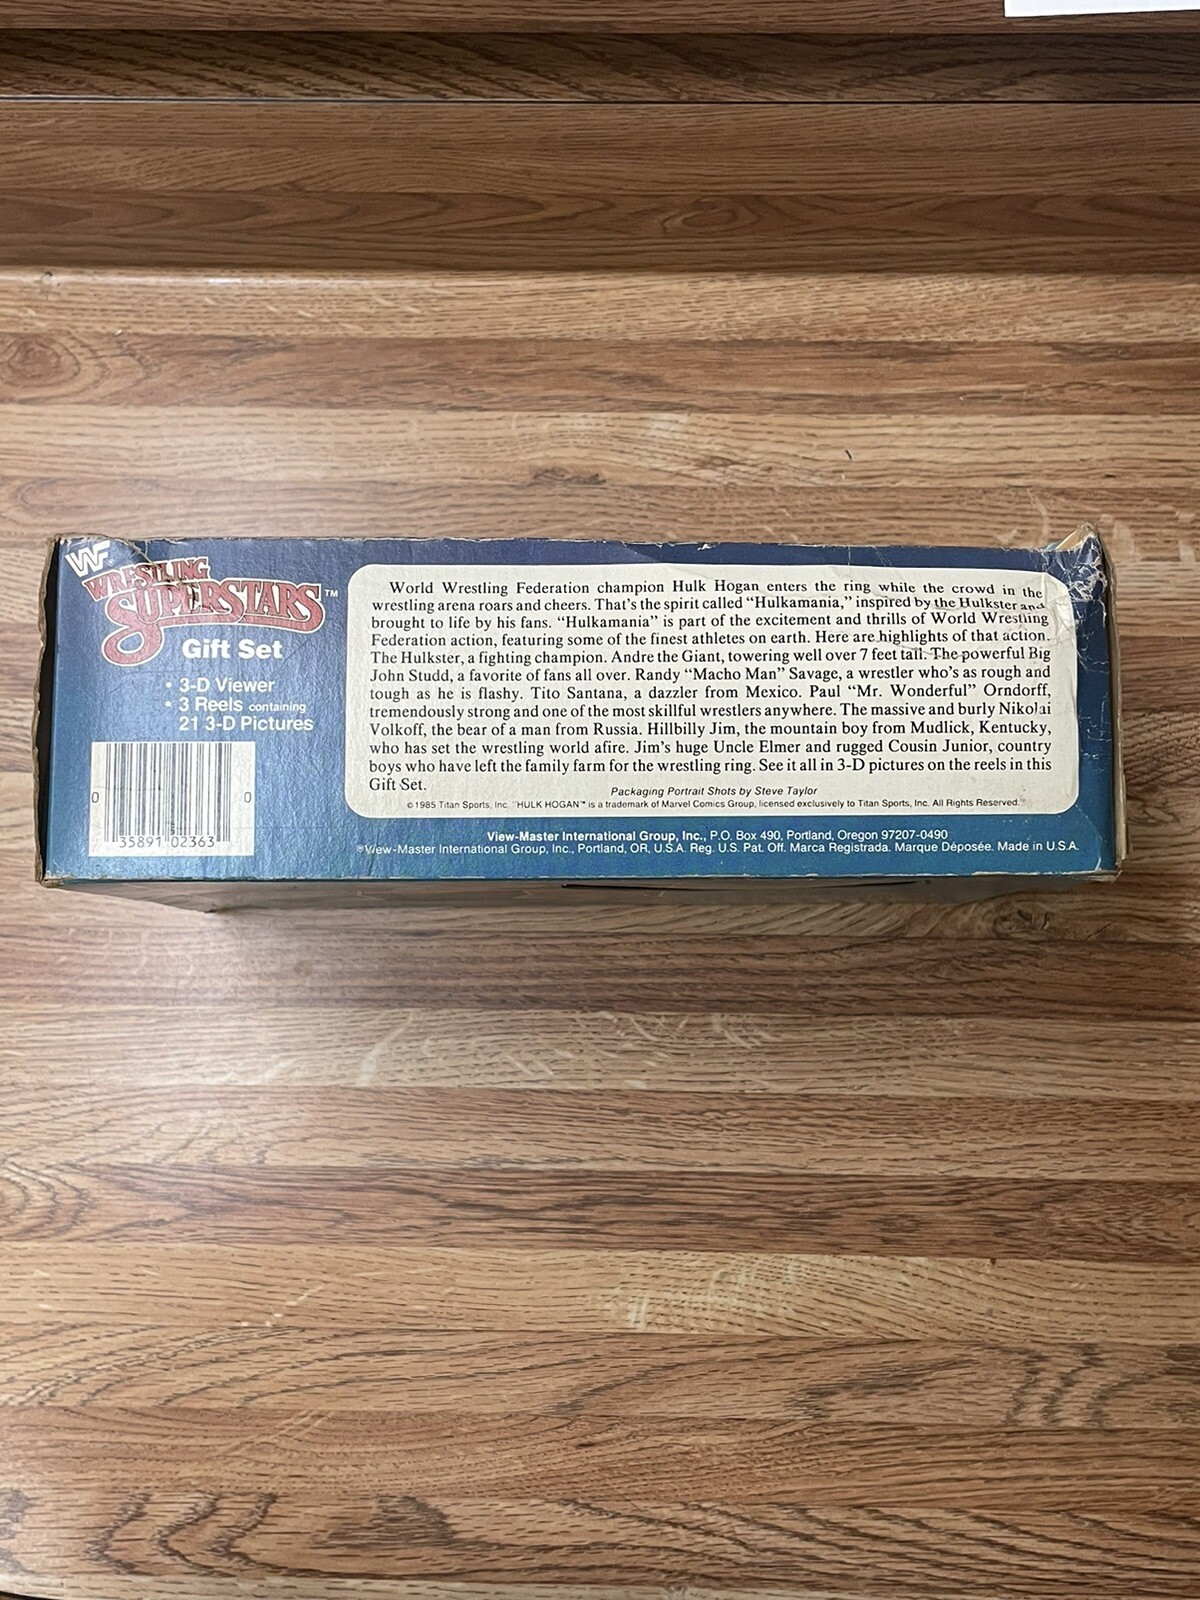 WF
WRESTLING
SUPERSTARS™
Gift Set
• 3-D Viewer
• 3 Reels containing
21 3-D Pictures
0 35891 02363 0
World Wrestling Federation champion Hulk Hogan enters the ring while the crowd in the
wrestling arena roars and cheers. That's the spirit called “Hulkamania,” inspired by the Hulkster and
brought to life by his fans. “Hulkamania” is part of the excitement and thrills of World Wrestling
Federation action, featuring some of the finest athletes on earth. Here are highlights of that action.
The Hulkster, a fighting champion. Andre the Giant, towering well over 7 feet tall. The powerful Big
John Studd, a favorite of fans all over. Randy “Macho Man” Savage, a wrestler who's as rough and
tough as he is flashy. Tito Santana, a dazzler from Mexico. Paul “Mr. Wonderful” Orndorff,
tremendously strong and one of the most skillful wrestlers anywhere. The massive and burly Nikolai
Volkoff, the bear of a man from Russia. Hillbilly Jim, the mountain boy from Mudlick, Kentucky,
who has set the wrestling world afire. Jim's huge Uncle Elmer and rugged Cousin Junior, country
boys who have left the family farm for the wrestling ring. See it all in 3-D pictures on the reels in this
Gift Set.
Packaging Portrait Shots by Steve Taylor
©1985 Titan Sports, Inc. "HULK HOGAN"™ is a trademark of Marvel Comics Group, licensed exclusively to Titan Sports, Inc. All Rights Reserved.
View-Master International Group, Inc., P.O. Box 490, Portland, Oregon 97207-0490
®View-Master International Group, Inc., Portland, OR, U.S.A. Reg. U.S. Pat. Off. Marca Registrada. Marque Déposée. Made in U.S.A.